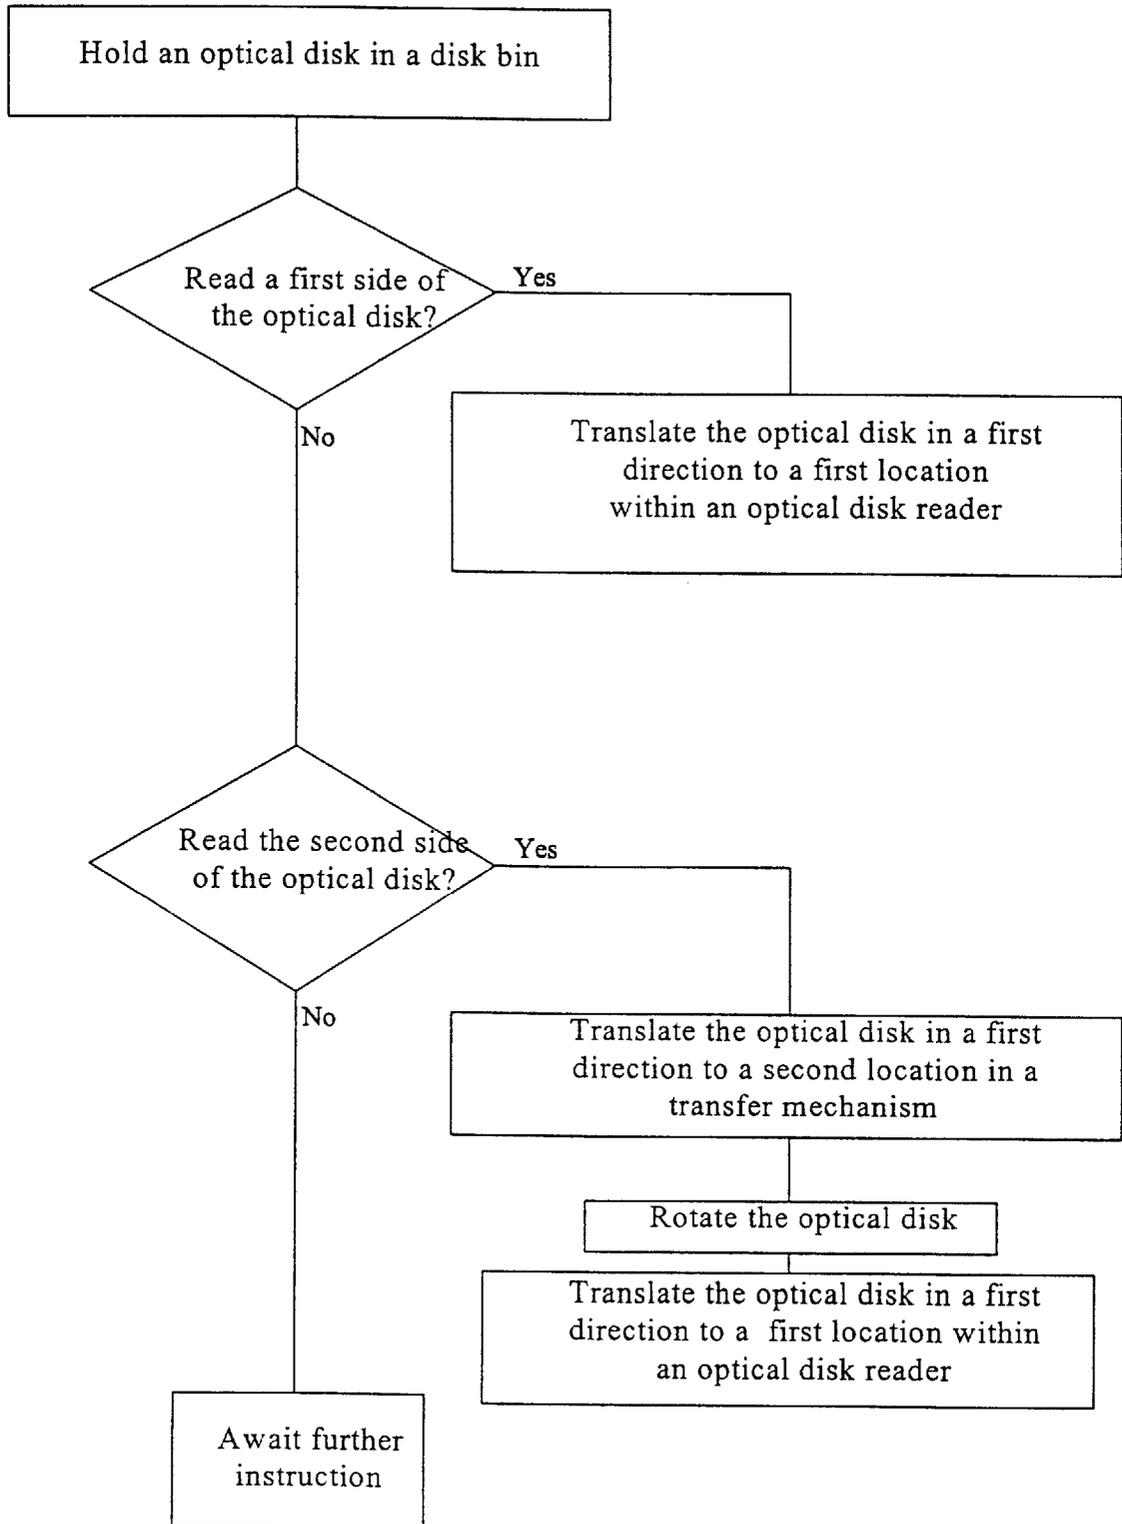 Hold an optical disk in a disk bin
Read a first side of
the optical disk?
Yes
Translate the optical disk in a first
direction to a first location
within an optical disk reader
No
Read the second side
of the optical disk?
Yes
Translate the optical disk in a first
direction to a second location in a
transfer mechanism
Rotate the optical disk
Translate the optical disk in a first
direction to a first location within
an optical disk reader
No
Await further
instruction